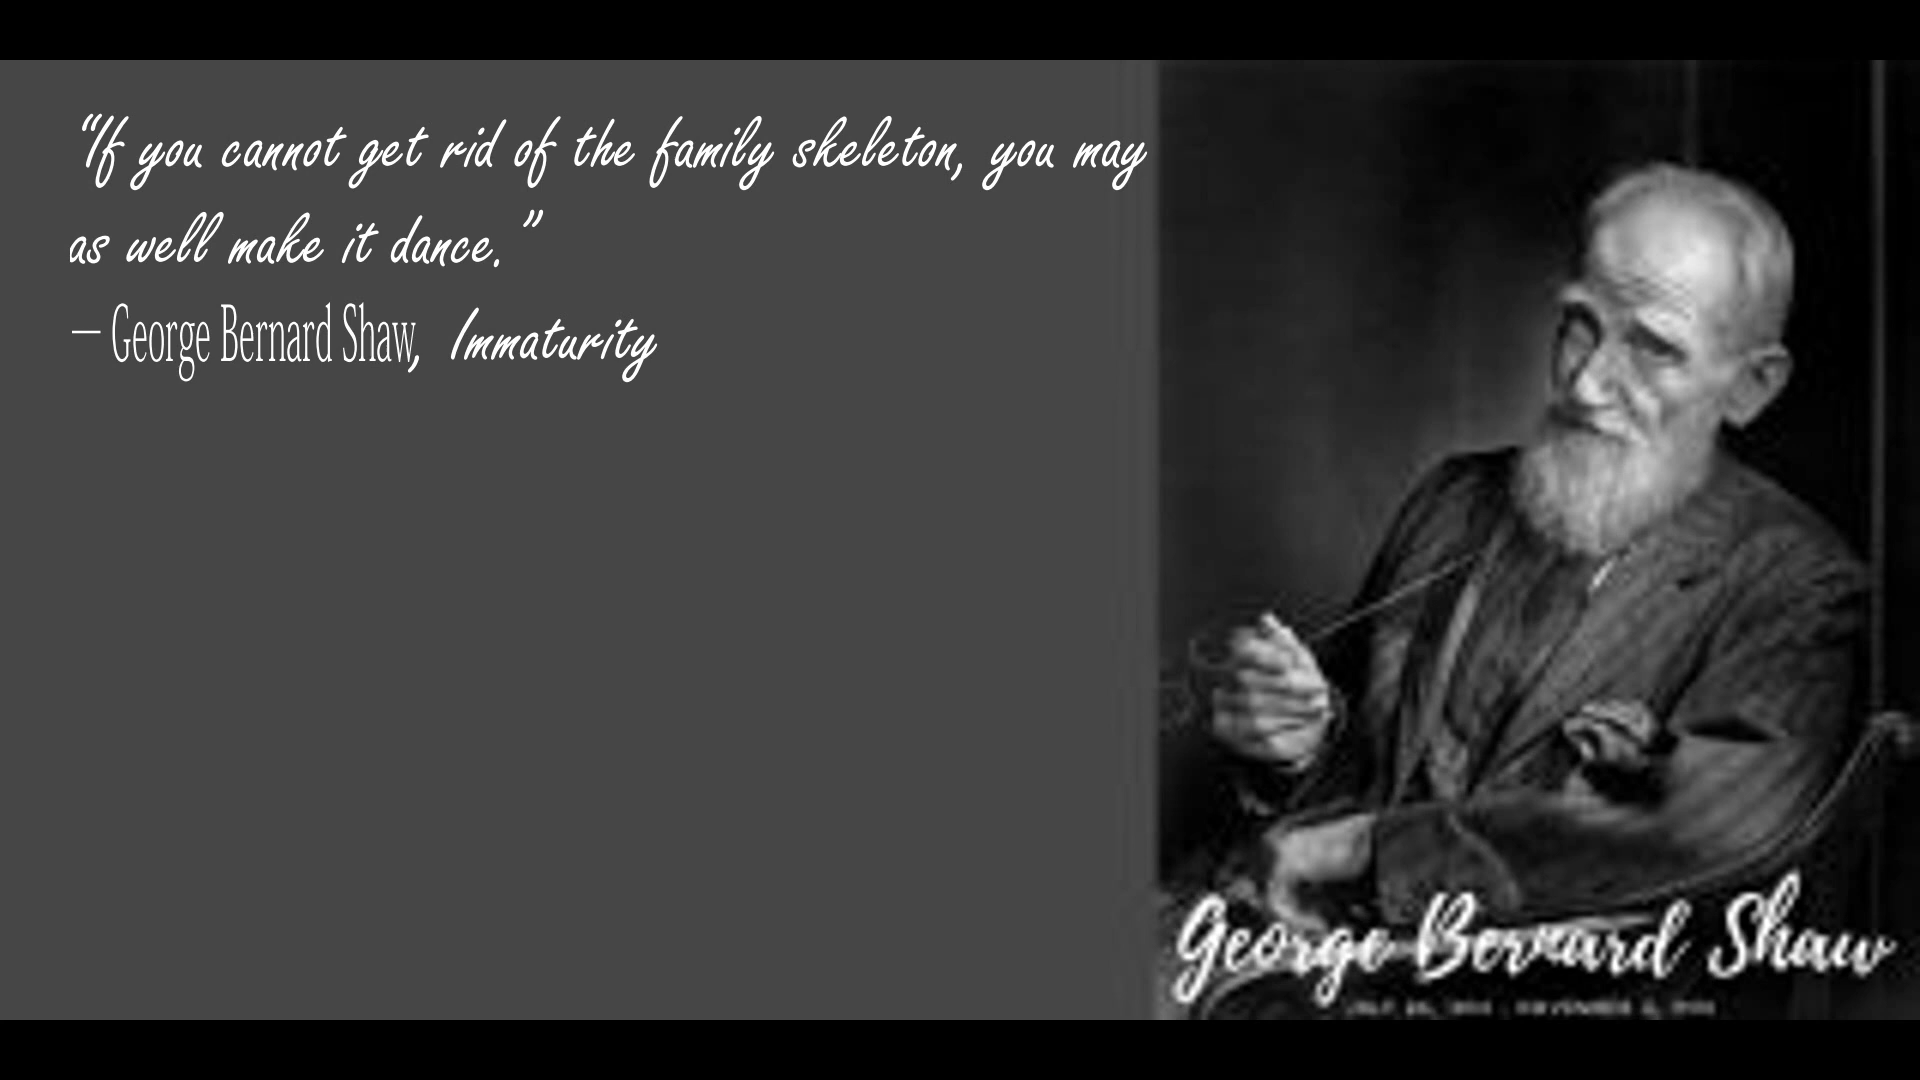 “If you cannot get rid of the family skeleton, you may
as well make it dance.”
― George Bernard Shaw, Immaturity
George Bernard Shaw